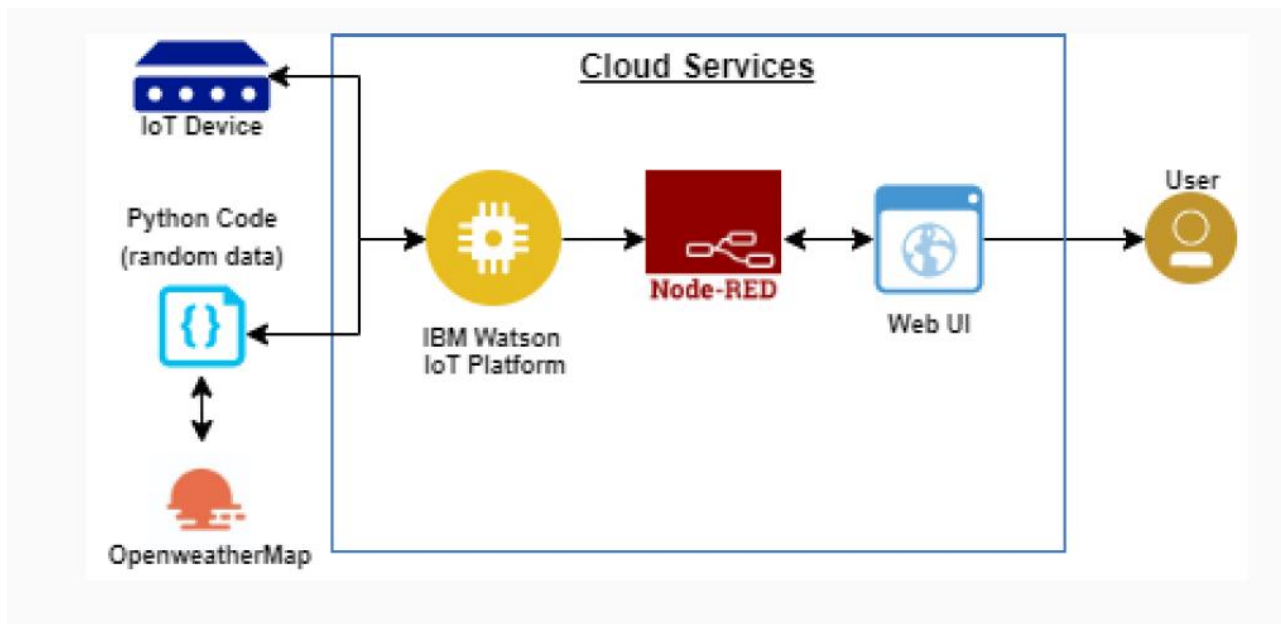 Cloud Services
IoT Device
Python Code
(random data)
{}
OpenweatherMap
IBM Watson
IoT Platform
Node-RED
Web UI
User